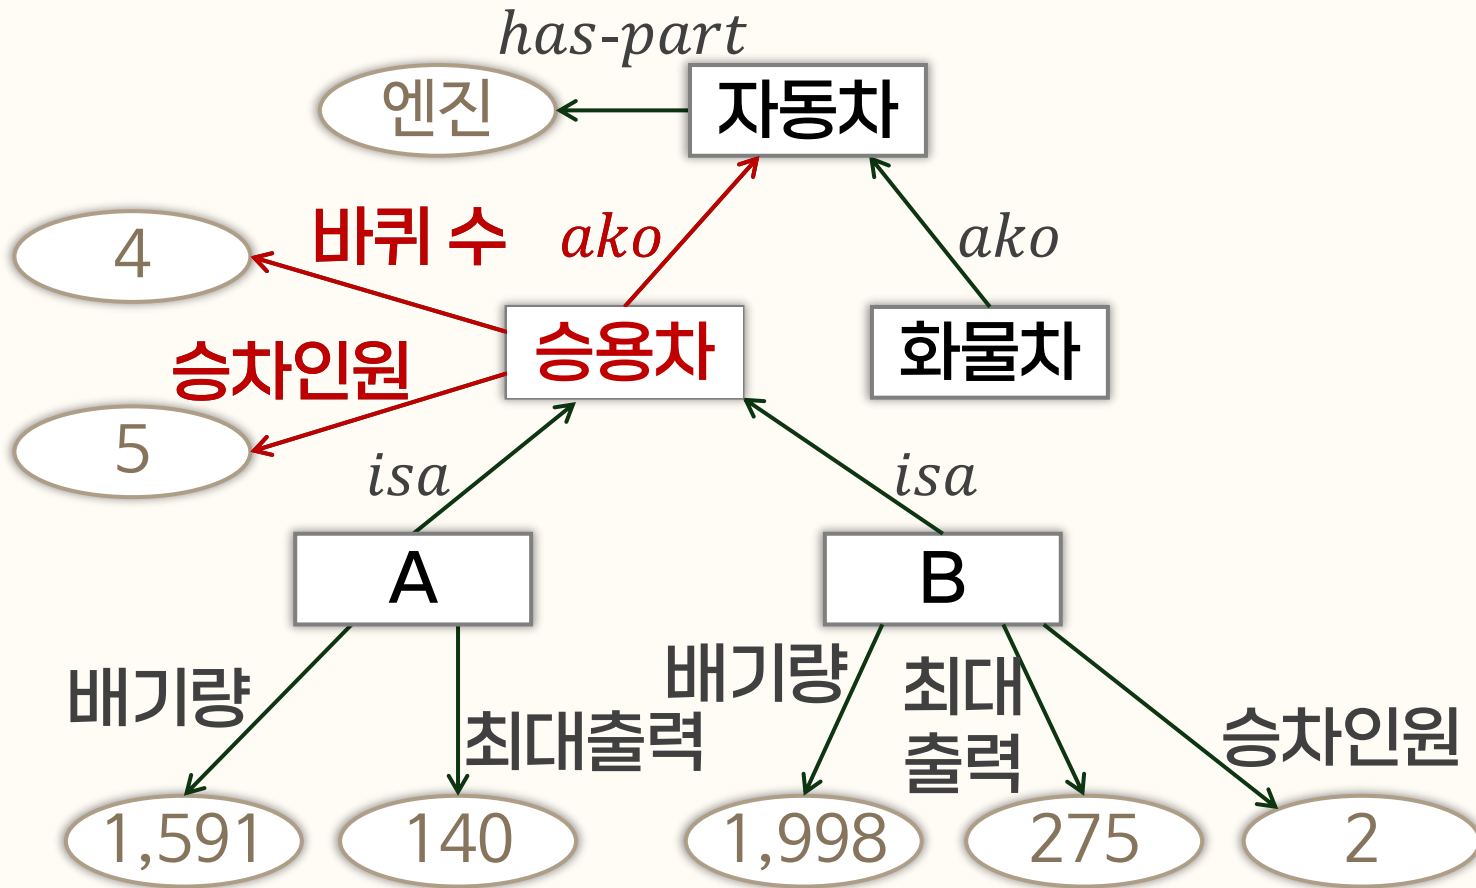 has-part
엔진
자동차
4
바퀴 수
ako
ako
승차인원
승용차
화물차
5
isa
isa
A
B
배기량
최대출력
배기량
최대
출력
승차인원
1,591
140
1,998
275
2